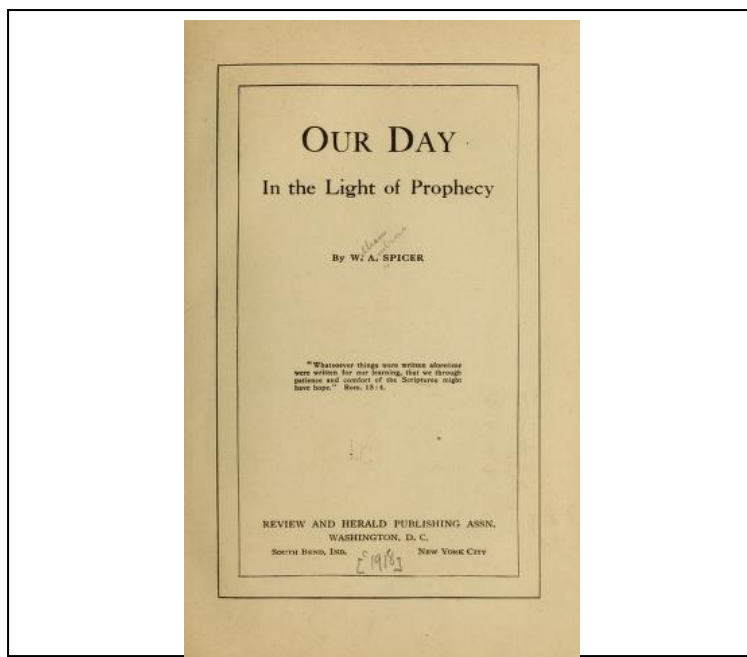 OUR DAY
In the Light of Prophecy
By W. A. SPICER
"Whatsoever things were written aforetime
were written for our learning, that we through
patience and comfort of the Scriptures might
have hope." Rom. 15:4.
REVIEW AND HERALD PUBLISHING ASSN.
WASHINGTON, D. C.
SOUTH BEND, IND. NEW YORK CITY
[c1918]